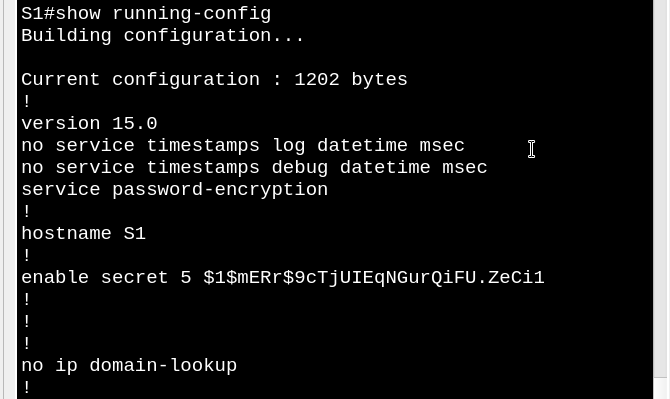 S1#show running-config
Building configuration...
Current configuration : 1202 bytes
!
version 15.0
no service timestamps log datetime msec
no service timestamps debug datetime msec
service password-encryption
!
hostname S1
!
enable secret 5 $1$mERr$9cTjUIEqNGurQiFU.ZeCi1
!
!
!
no ip domain-lookup
!